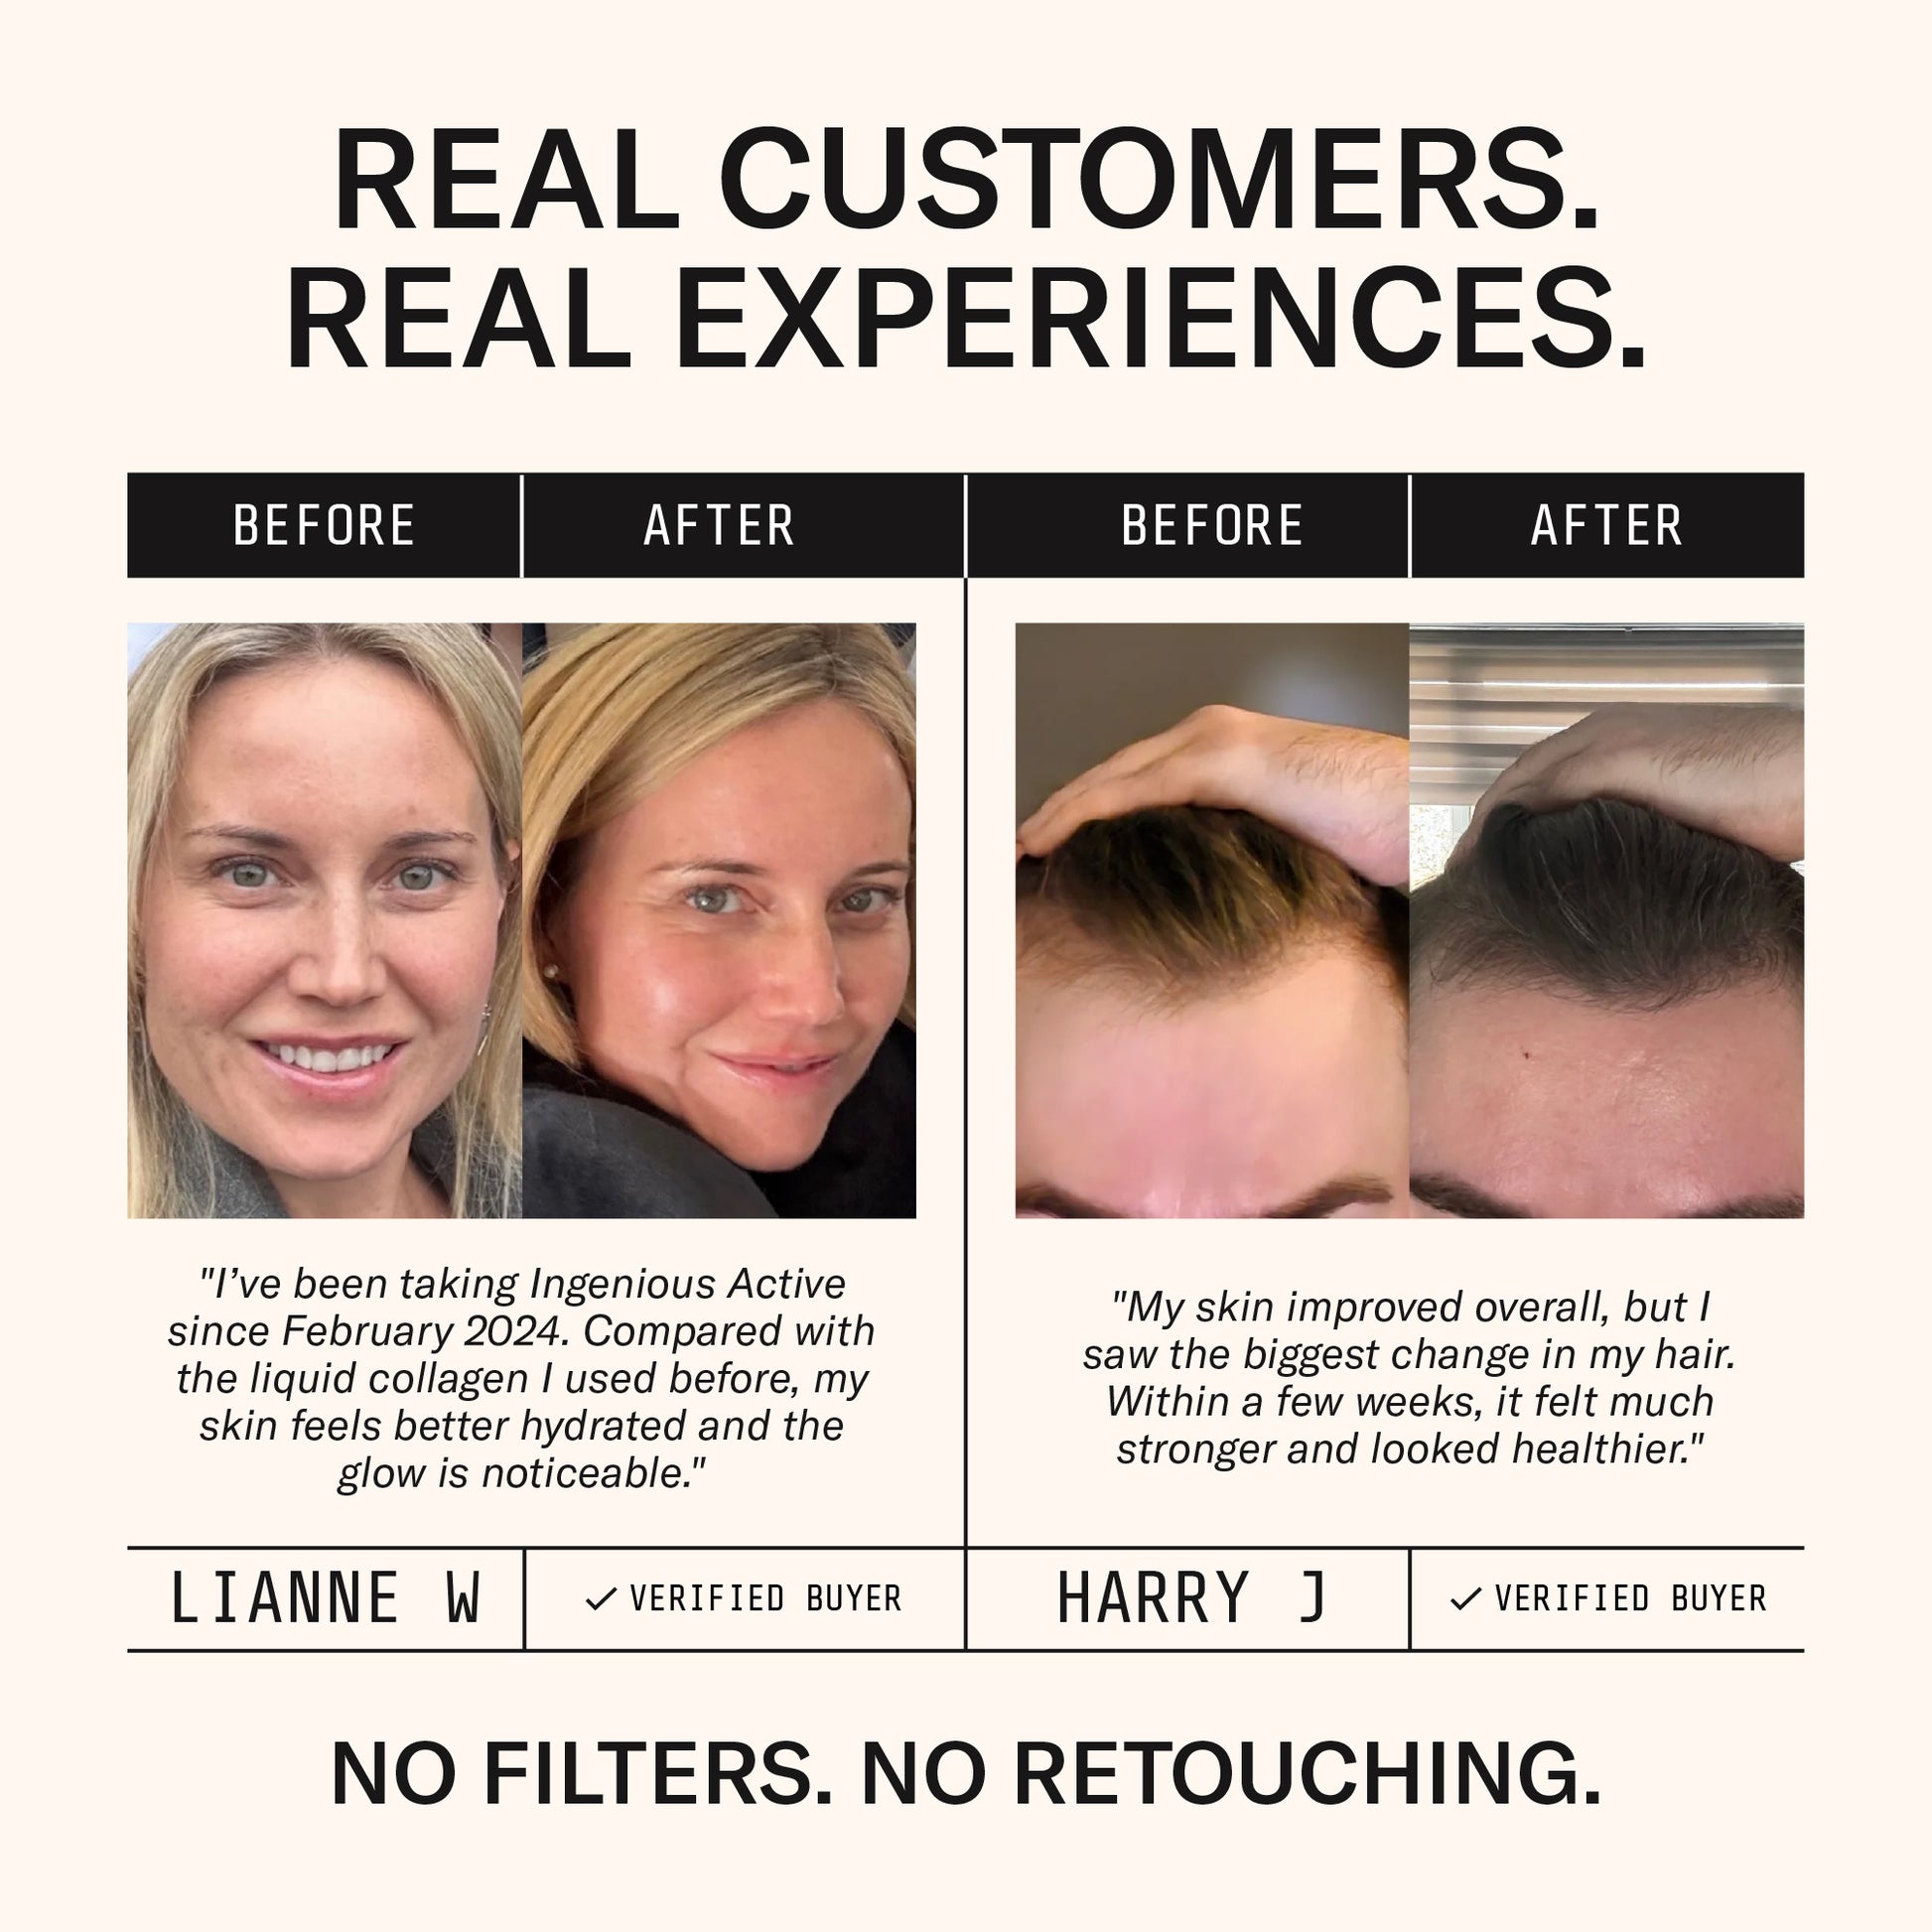 REAL CUSTOMERS.
REAL EXPERIENCES.
BEFORE
AFTER
BEFORE
AFTER
"I’ve been taking Ingenious Active
since February 2024. Compared with
the liquid collagen I used before, my
skin feels better hydrated and the
glow is noticeable."
"My skin improved overall, but I
saw the biggest change in my hair.
Within a few weeks, it felt much
stronger and looked healthier."
LIANNE W
✓ VERIFIED BUYER
HARRY J
✓ VERIFIED BUYER
NO FILTERS. NO RETOUCHING.